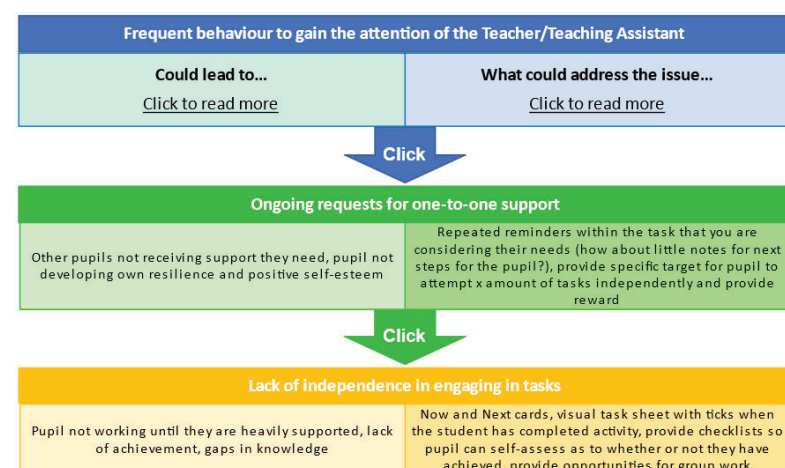 Frequent behaviour to gain the attention of the Teacher/Teaching Assistant
Could lead to...
Click to read more
What could address the issue...
Click to read more
Click
Ongoing requests for one-to-one support
Other pupils not receiving support they need, pupil not
developing own resilience and positive self-esteem
Repeated reminders within the task that you are
considering their needs (how about little notes for next
steps for the pupil?), provide specific target for pupil to
attempt x amount of tasks independently and provide
reward
Click
Lack of independence in engaging in tasks
Pupil not working until they are heavily supported, lack
of achievement, gaps in knowledge
Now and Next cards, visual task sheet with ticks when
the student has completed activity, provide checklists so
pupil can self-assess as to whether or not they have
achieved, provide opportunities for group work